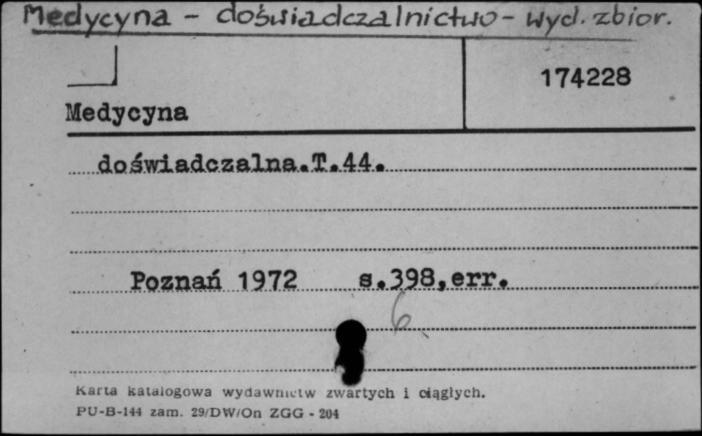 Medycyna - doświadczalnictwo - wyd. zbior.
174228
Medycyna
doświadczalna.T.44.
Poznań 1972 s.398,err.
6
Karta katalogowa wydawnictw zwartych i ciągłych.
PU-B-144 zam. 29/DW/On ZGG - 204